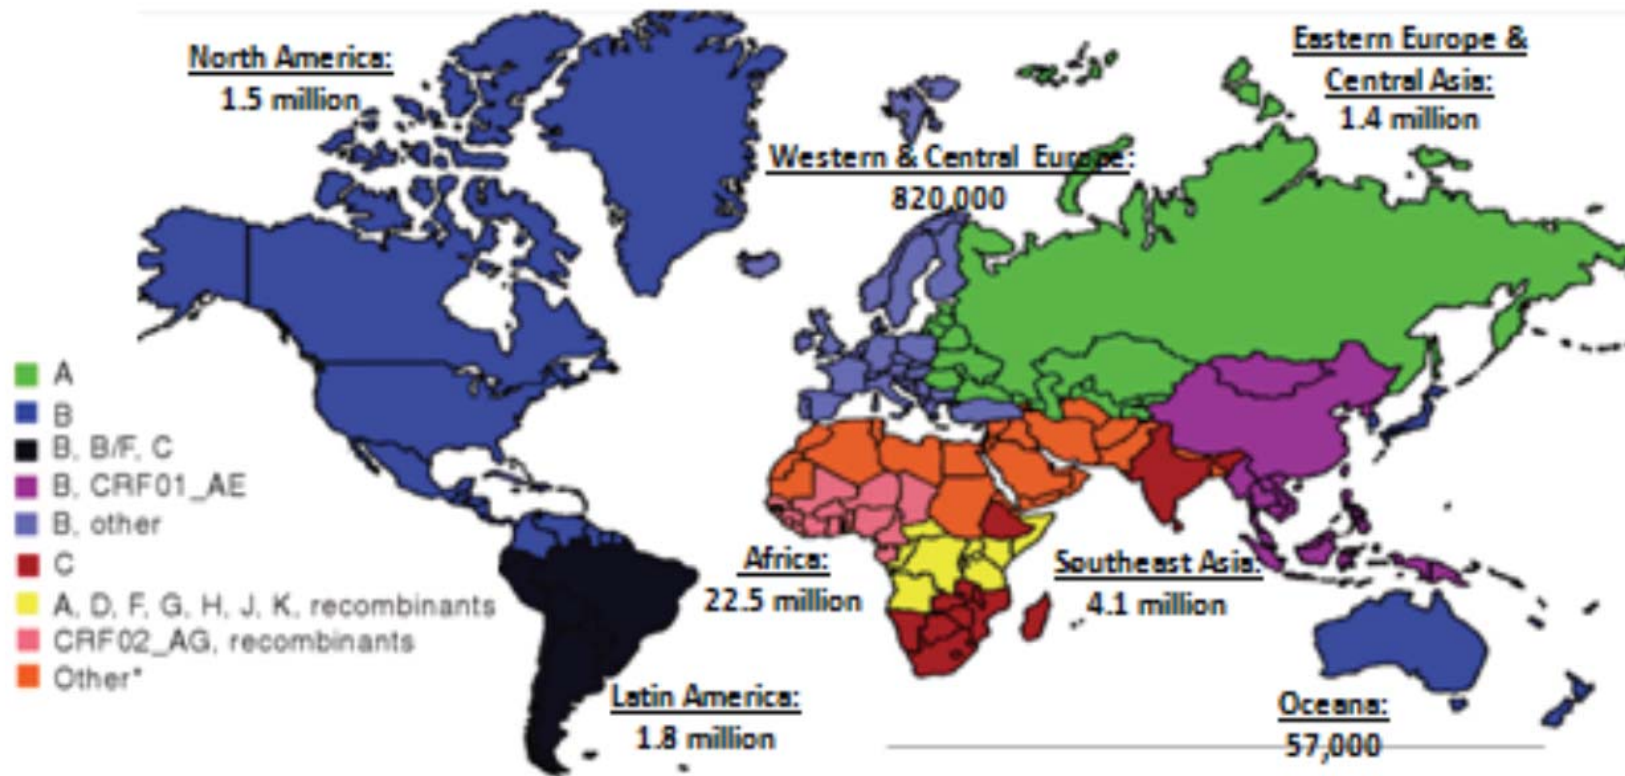 North America:
1.5 million
Eastern Europe &
Central Asia:
1.4 million
Western & Central Europe:
820,000
A
B
B, B/F, C
B, CRF01_AE
B, other
C
A, D, F, G, H, J, K, recombinants
CRF02_AG, recombinants
Other*
Africa:
22.5 million
Southeast Asia:
4.1 million
Latin America:
1.8 million
Oceana:
57,000